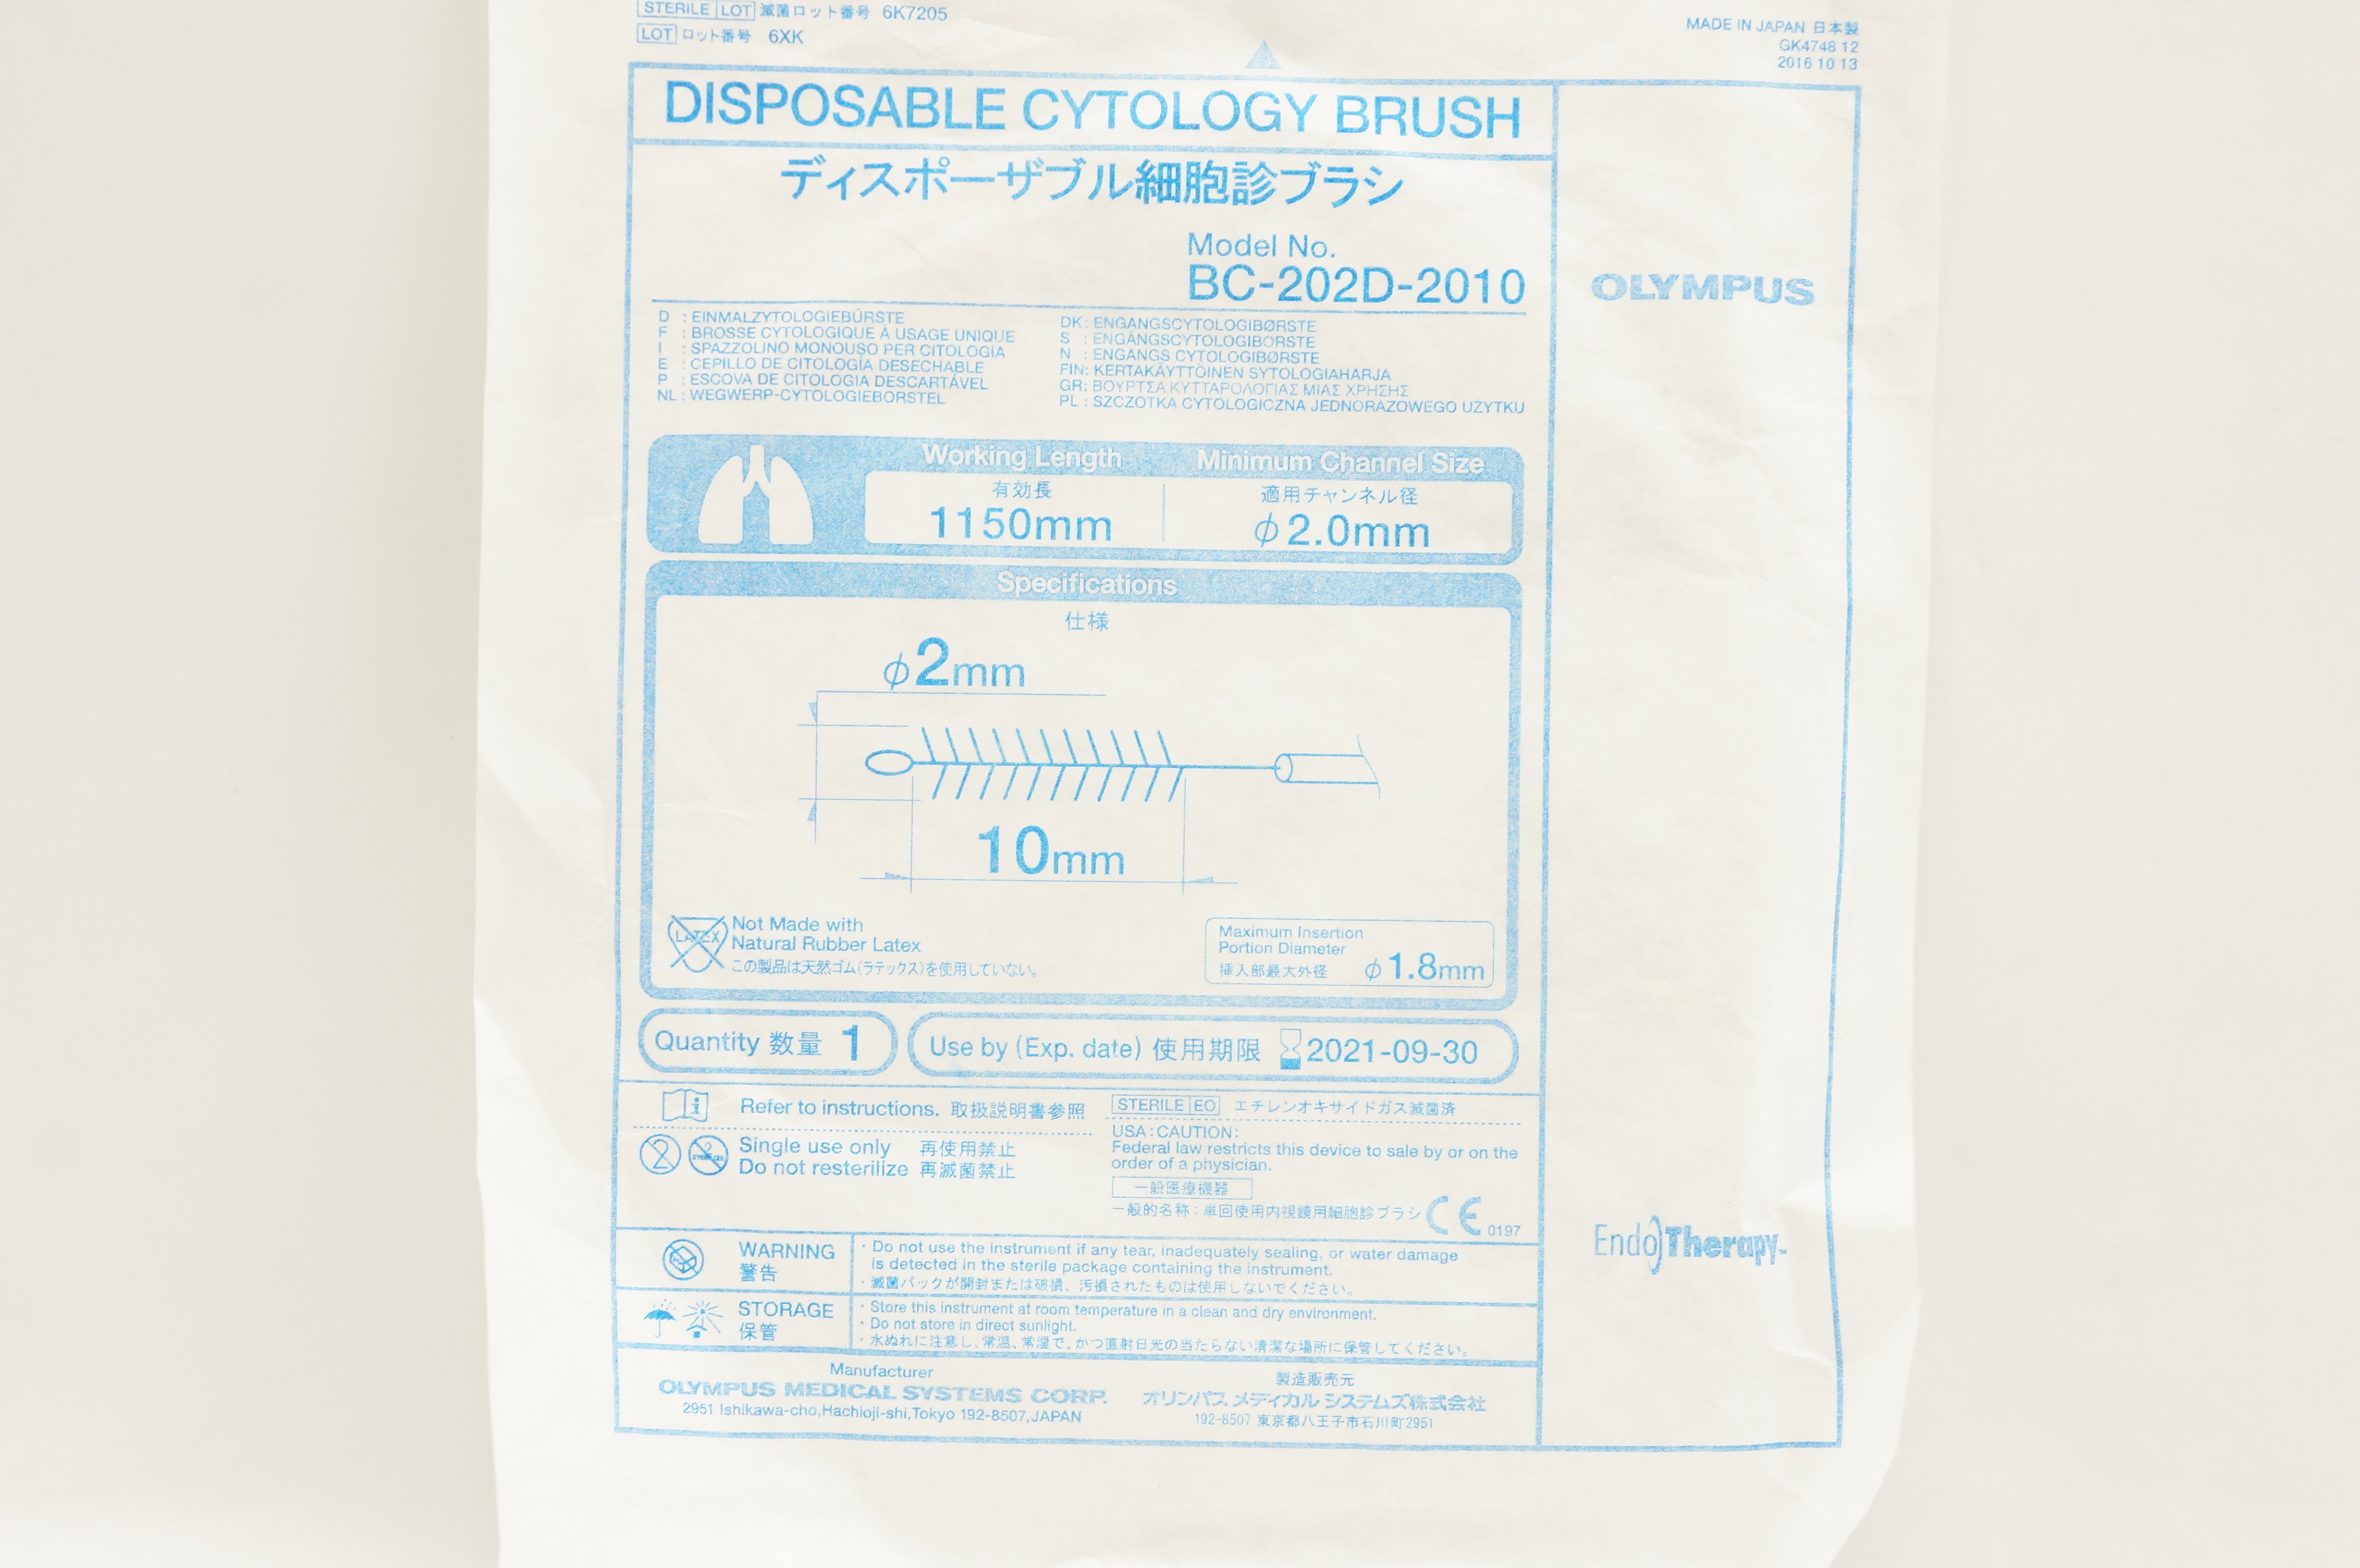 STERILE LOT 滅菌ロット番号 6K7205
LOT ロット番号 6XK
MADE IN JAPAN 日本製
GK4748 12
2016 10 13
DISPOSABLE CYTOLOGY BRUSH
ディスポーザブル細胞診ブラシ
Model No.
BC-202D-2010
D : EINMALZYTOLOGIEBÜRSTE
F : BROSSE CYTOLOGIQUE À USAGE UNIQUE
I : SPAZZOLINO MONOUSO PER CITOLOGIA
E : CEPILLO DE CITOLOGÍA DESECHABLE
P : ESCOVA DE CITOLOGIA DESCARTÁVEL
NL : WEGWERP-CYTOLOGIEBORSTEL
DK : ENGANGSCYTOLOGIBØRSTE
S : ENGÅNGSCYTOLOGIBORSTE
N : ENGANGS CYTOLOGIBØRSTE
FIN: KERTAKÄYTTÖINEN SYTOLOGIAHARJA
GR: ΒΟΥΡΤΣΑ ΚΥΤΤΑΡΟΛΟΓΙΑΣ ΜΙΑΣ ΧΡΗΣΗΣ
PL : SZCZOTKA CYTOLOGICZNA JEDNORAZOWEGO UŻYTKU
OLYMPUS
Working Length Minimum Channel Size
有効長 適用チャンネル径
1150mm φ2.0mm
Specifications
仕様
φ2mm
10mm
LATEX
Not Made with
Natural Rubber Latex
この製品は天然ゴム(ラテックス)を使用していない。
Maximum Insertion
Portion Diameter
挿入部最大外径 φ1.8mm
Quantity 数量 1
Use by (Exp. date) 使用期限 2021-09-30
Refer to instructions. 取扱説明書参照
2
Single use only 再使用禁止
Do not resterilize 再滅菌禁止
STERILE EO エチレンオキサイドガス滅菌済
USA : CAUTION :
Federal law restricts this device to sale by or on the
order of a physician.
一般医療機器
一般的名称 : 単回使用内視鏡用細胞診ブラシ CE 0197
WARNING
警告
・Do not use the instrument if any tear, inadequately sealing, or water damage
is detected in the sterile package containing the instrument.
・滅菌パックが開封または破損、汚損されたものは使用しないでください。
STORAGE
保管
・Store this instrument at room temperature in a clean and dry environment.
・Do not store in direct sunlight.
・水ぬれに注意し、常温、常湿で、かつ直射日光の当たらない清潔な場所に保管してください。
EndoTherapy™
Manufacturer
OLYMPUS MEDICAL SYSTEMS CORP.
2951 Ishikawa-cho,Hachioji-shi,Tokyo 192-8507,JAPAN
製造販売元
オリンパス メディカル システムズ株式会社
192-8507 東京都八王子市石川町2951